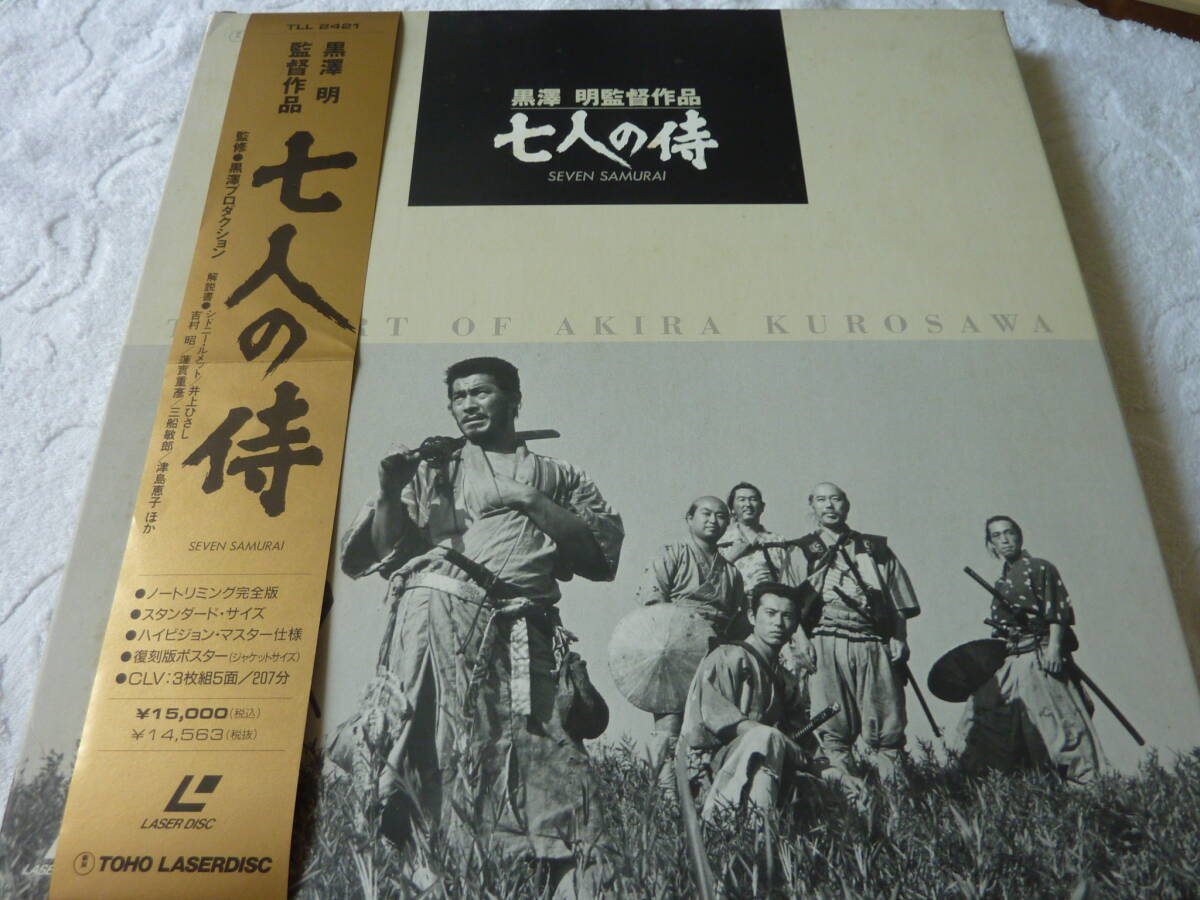 TLL 2421
黒澤 明
監督作品
七人の侍
監修●黒澤プロダクション
解説書●シドニー・ルメット/井上ひさし
吉村 昭/蓮實重彥/三船敏郎/津島恵子 ほか
SEVEN SAMURAI
●ノートリミング完全版
●スタンダード・サイズ
●ハイビジョン・マスター仕様
●復刻版ポスター(ジャケットサイズ)
●CLV:3枚組5面/207分
¥15,000(税込)
¥14,563(税抜)
LASER DISC
TOHO LASERDISC
黒澤 明監督作品
七人の侍
SEVEN SAMURAI
RT OF AKIRA KUROSAWA